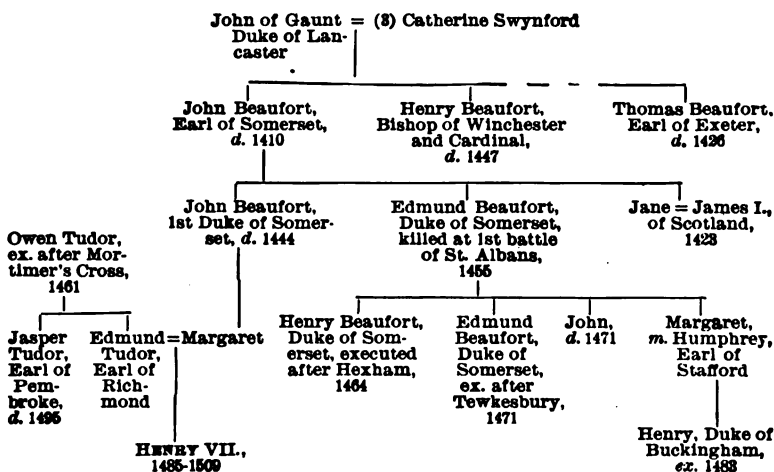 John of Gaunt = (3) Catherine Swynford
Duke of Lan-
caster
John Beaufort,
Earl of Somerset,
d. 1410
Henry Beaufort,
Bishop of Winchester
and Cardinal,
d. 1447
Thomas Beaufort,
Earl of Exeter,
d. 1426
John Beaufort,
1st Duke of Somer-
set, d. 1444
Edmund Beaufort,
Duke of Somerset,
killed at 1st battle
of St. Albans,
1455
Jane = James I.,
of Scotland,
1423
Owen Tudor,
ex. after Mor-
timer's Cross,
1461
Jasper
Tudor,
Earl of
Pem-
broke,
d. 1495
Edmund = Margaret
Tudor,
Earl of
Rich-
mond
Henry Beaufort,
Duke of Som-
erset, executed
after Hexham,
1464
Edmund
Beaufort,
Duke of
Somerset,
ex. after
Tewkesbury,
1471
John,
d. 1471
Margaret,
m. Humphrey,
Earl of
Stafford
HENRY VII.,
1485-1509
Henry, Duke of
Buckingham,
ex. 1483